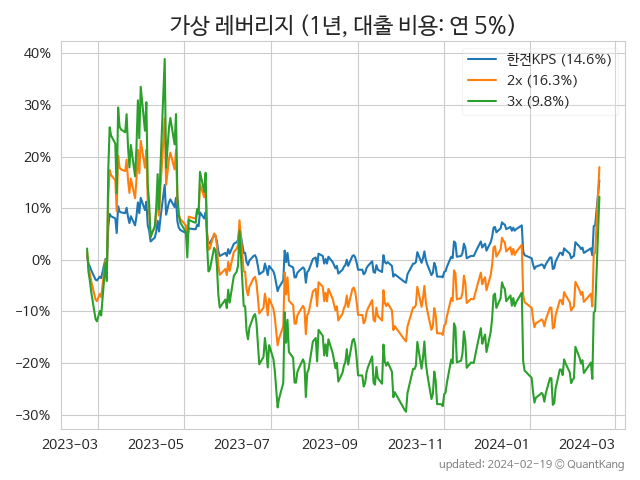 가상 레버리지 (1년, 대출 비용: 연 5%)
40%
30%
20%
10%
0%
−10%
−20%
−30%
한전KPS (14.6%)
2x (16.3%)
3x (9.8%)
2023-03 2023-05 2023-07 2023-09 2023-11 2024-01 2024-03
updated: 2024-02-19 @ QuantKang